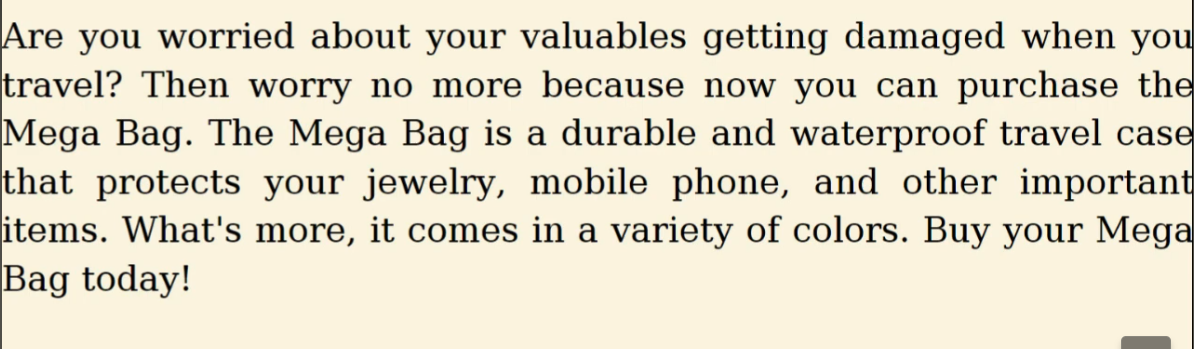 Are you worried about your valuables getting damaged when you
travel? Then worry no more because now you can purchase the
Mega Bag. The Mega Bag is a durable and waterproof travel case
that protects your jewelry, mobile phone, and other important
items. What's more, it comes in a variety of colors. Buy your Mega
Bag today!